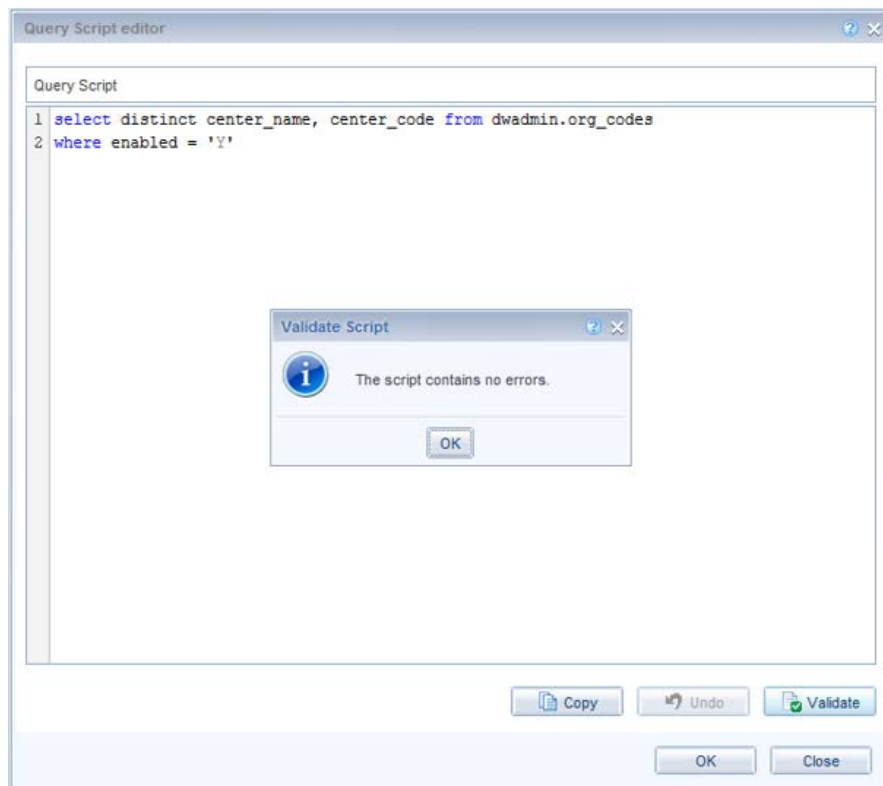 Query Script editor
Query Script
1 select distinct center_name, center_code from dwadmin.org_codes
2 where enabled = 'Y'
Validate Script
The script contains no errors.
OK
Copy
Undo
Validate
OK
Close